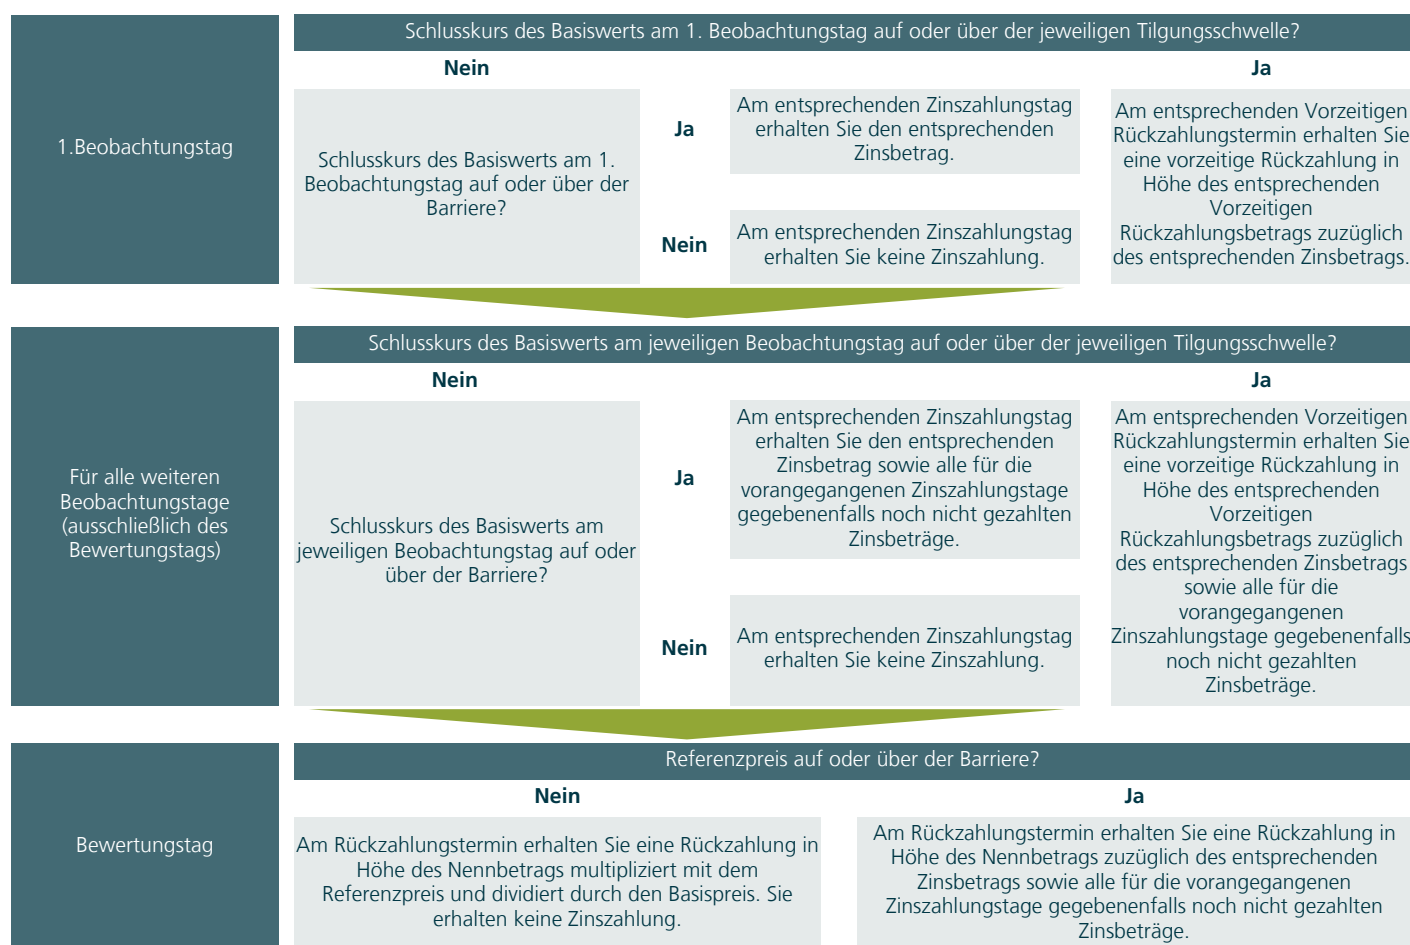 Schlusskurs des Basiswerts am 1. Beobachtungstag auf oder über der jeweiligen Tilgungsschwelle?
Nein
Ja
1.Beobachtungstag
Schlusskurs des Basiswerts am 1.
Beobachtungstag auf oder über der
Barriere?
Ja
Am entsprechenden Zinszahlungstag
erhalten Sie den entsprechenden
Zinsbetrag.
Nein
Am entsprechenden Zinszahlungstag
erhalten Sie keine Zinszahlung.
Am entsprechenden Vorzeitigen
Rückzahlungstermin erhalten Sie
eine vorzeitige Rückzahlung in
Höhe des entsprechenden
Vorzeitigen
Rückzahlungsbetrags zuzüglich
des entsprechenden Zinsbetrags.
Schlusskurs des Basiswerts am jeweiligen Beobachtungstag auf oder über der jeweiligen Tilgungsschwelle?
Nein
Ja
Für alle weiteren
Beobachtungstage
(ausschließlich des
Bewertungstags)
Schlusskurs des Basiswerts am
jeweiligen Beobachtungstag auf oder
über der Barriere?
Ja
Am entsprechenden Zinszahlungstag
erhalten Sie den entsprechenden
Zinsbetrag sowie alle für die
vorangegangenen Zinszahlungstage
gegebenenfalls noch nicht gezahlten
Zinsbeträge.
Nein
Am entsprechenden Zinszahlungstag
erhalten Sie keine Zinszahlung.
Am entsprechenden Vorzeitigen
Rückzahlungstermin erhalten Sie
eine vorzeitige Rückzahlung in
Höhe des entsprechenden
Vorzeitigen
Rückzahlungsbetrags zuzüglich
des entsprechenden Zinsbetrags
sowie alle für die
vorangegangenen
Zinszahlungstage gegebenenfalls
noch nicht gezahlten
Zinsbeträge.
Referenzpreis auf oder über der Barriere?
Nein
Ja
Bewertungstag
Am Rückzahlungstermin erhalten Sie eine Rückzahlung in
Höhe des Nennbetrags multipliziert mit dem
Referenzpreis und dividiert durch den Basispreis. Sie
erhalten keine Zinszahlung.
Am Rückzahlungstermin erhalten Sie eine Rückzahlung in
Höhe des Nennbetrags zuzüglich des entsprechenden
Zinsbetrags sowie alle für die vorangegangenen
Zinszahlungstage gegebenenfalls noch nicht gezahlten
Zinsbeträge.